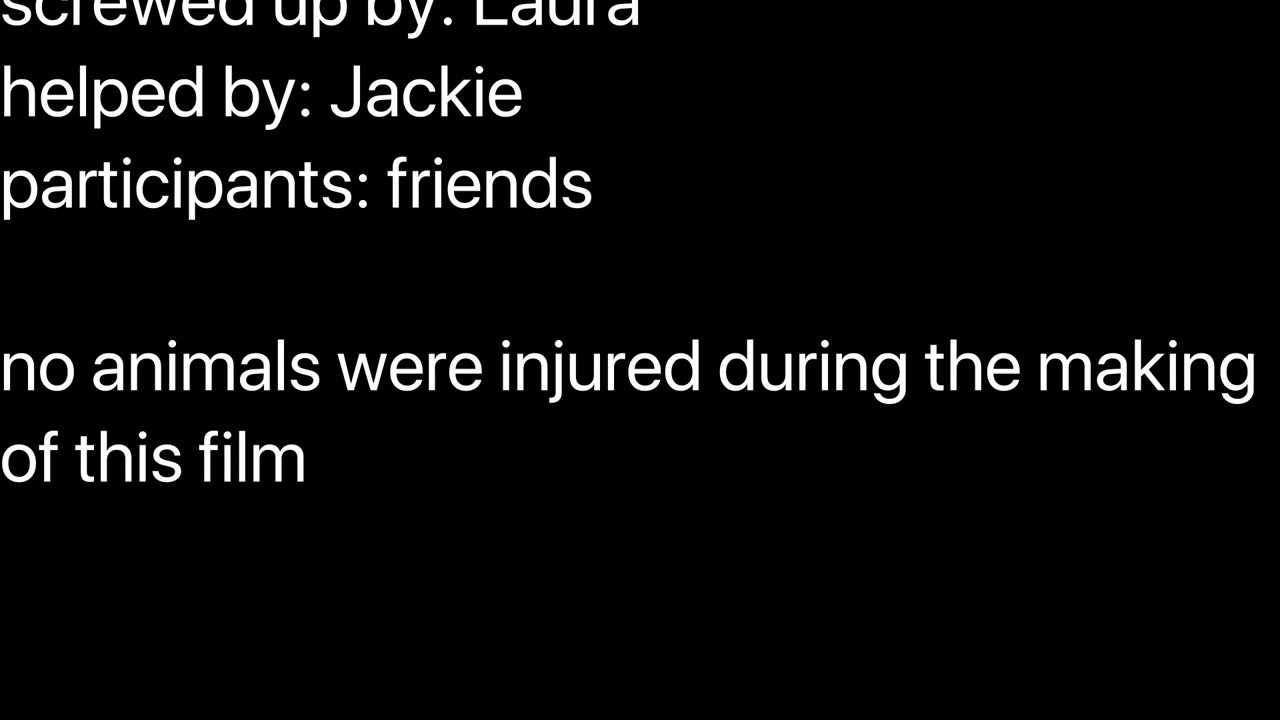 screwed up by: Laura
helped by: Jackie
participants: friends
no animals were injured during the making
of this film